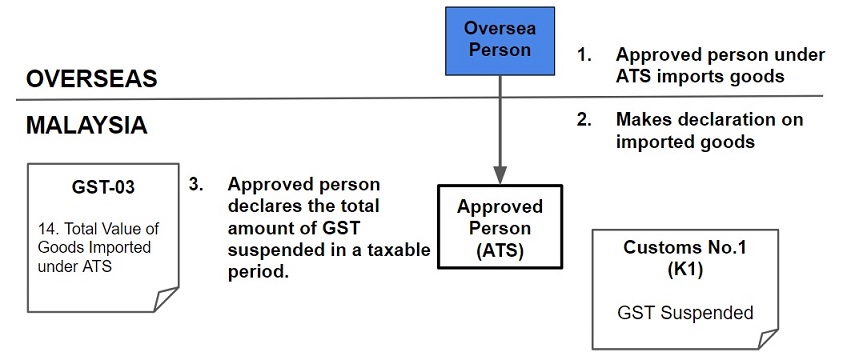 Oversea
Person
OVERSEAS
1. Approved person under
ATS imports goods
MALAYSIA
2. Makes declaration on
imported goods
GST-03
14. Total Value of
Goods Imported
under ATS
3. Approved person
declares the total
amount of GST
suspended in a taxable
period.
Approved
Person
(ATS)
Customs No.1
(K1)
GST Suspended